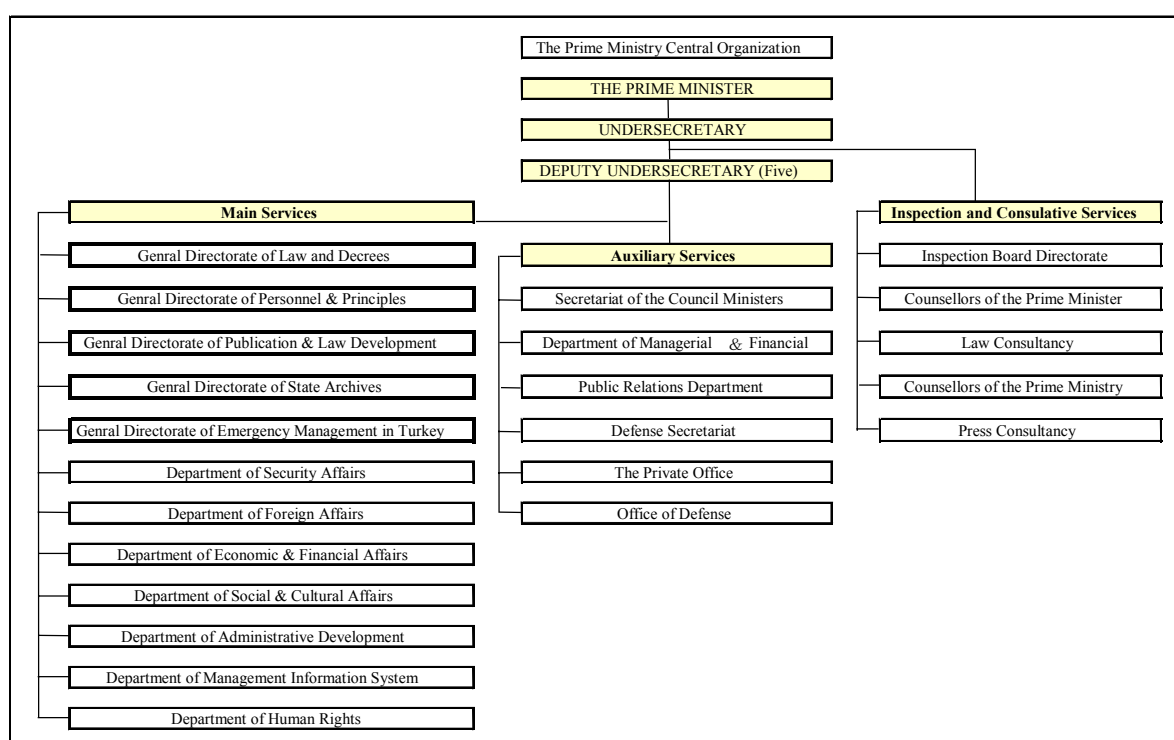 The Prime Ministry Central Organization
THE PRIME MINISTER
UNDERSECRETARY
DEPUTY UNDERSECRETARY (Five)
Main Services
Genral Directorate of Law and Decrees
Genral Directorate of Personnel & Principles
Genral Directorate of Publication & Law Development
Genral Directorate of State Archives
Genral Directorate of Emergency Management in Turkey
Department of Security Affairs
Department of Foreign Affairs
Department of Economic & Financial Affairs
Department of Social & Cultural Affairs
Department of Administrative Development
Department of Management Information System
Department of Human Rights
Auxiliary Services
Secretariat of the Council Ministers
Department of Managerial & Financial
Public Relations Department
Defense Secretariat
The Private Office
Office of Defense
Inspection and Consulative Services
Inspection Board Directorate
Counsellors of the Prime Minister
Law Consultancy
Counsellors of the Prime Ministry
Press Consultancy